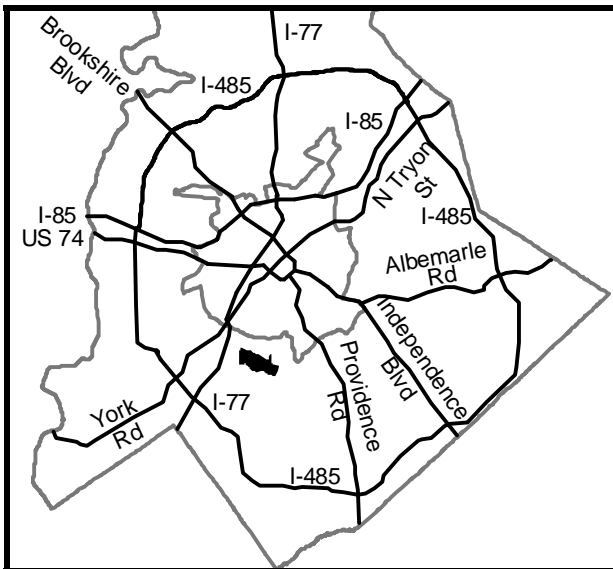 I-77
Brookshire
Blvd
I-485
I-85
N Tryon
St
I-85
US 74
I-485
Albemarle
Rd
Independence
Blvd
Providence
Rd
I-77
York
Rd
I-485